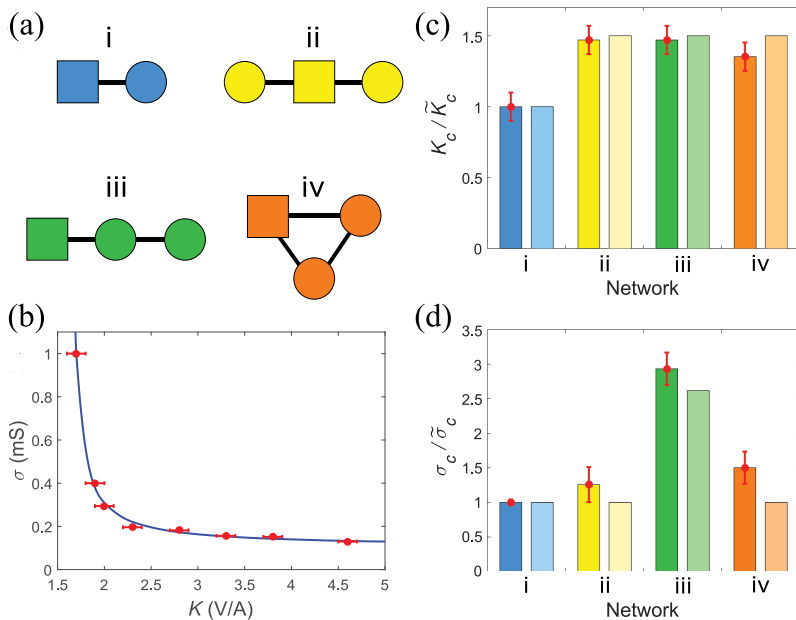 (a)
i
ii
iii
iv
(b)
σ (mS)
1
0.8
0.6
0.4
0.2
0
1.5 2 2.5 3 3.5 4 4.5 5
K (V/A)
(c)
K_c / K̃_c
1.5
1
0.5
0
i ii iii iv
Network
(d)
σ_c / σ̃_c
3.5
3
2.5
2
1.5
1
0.5
0
i ii iii iv
Network